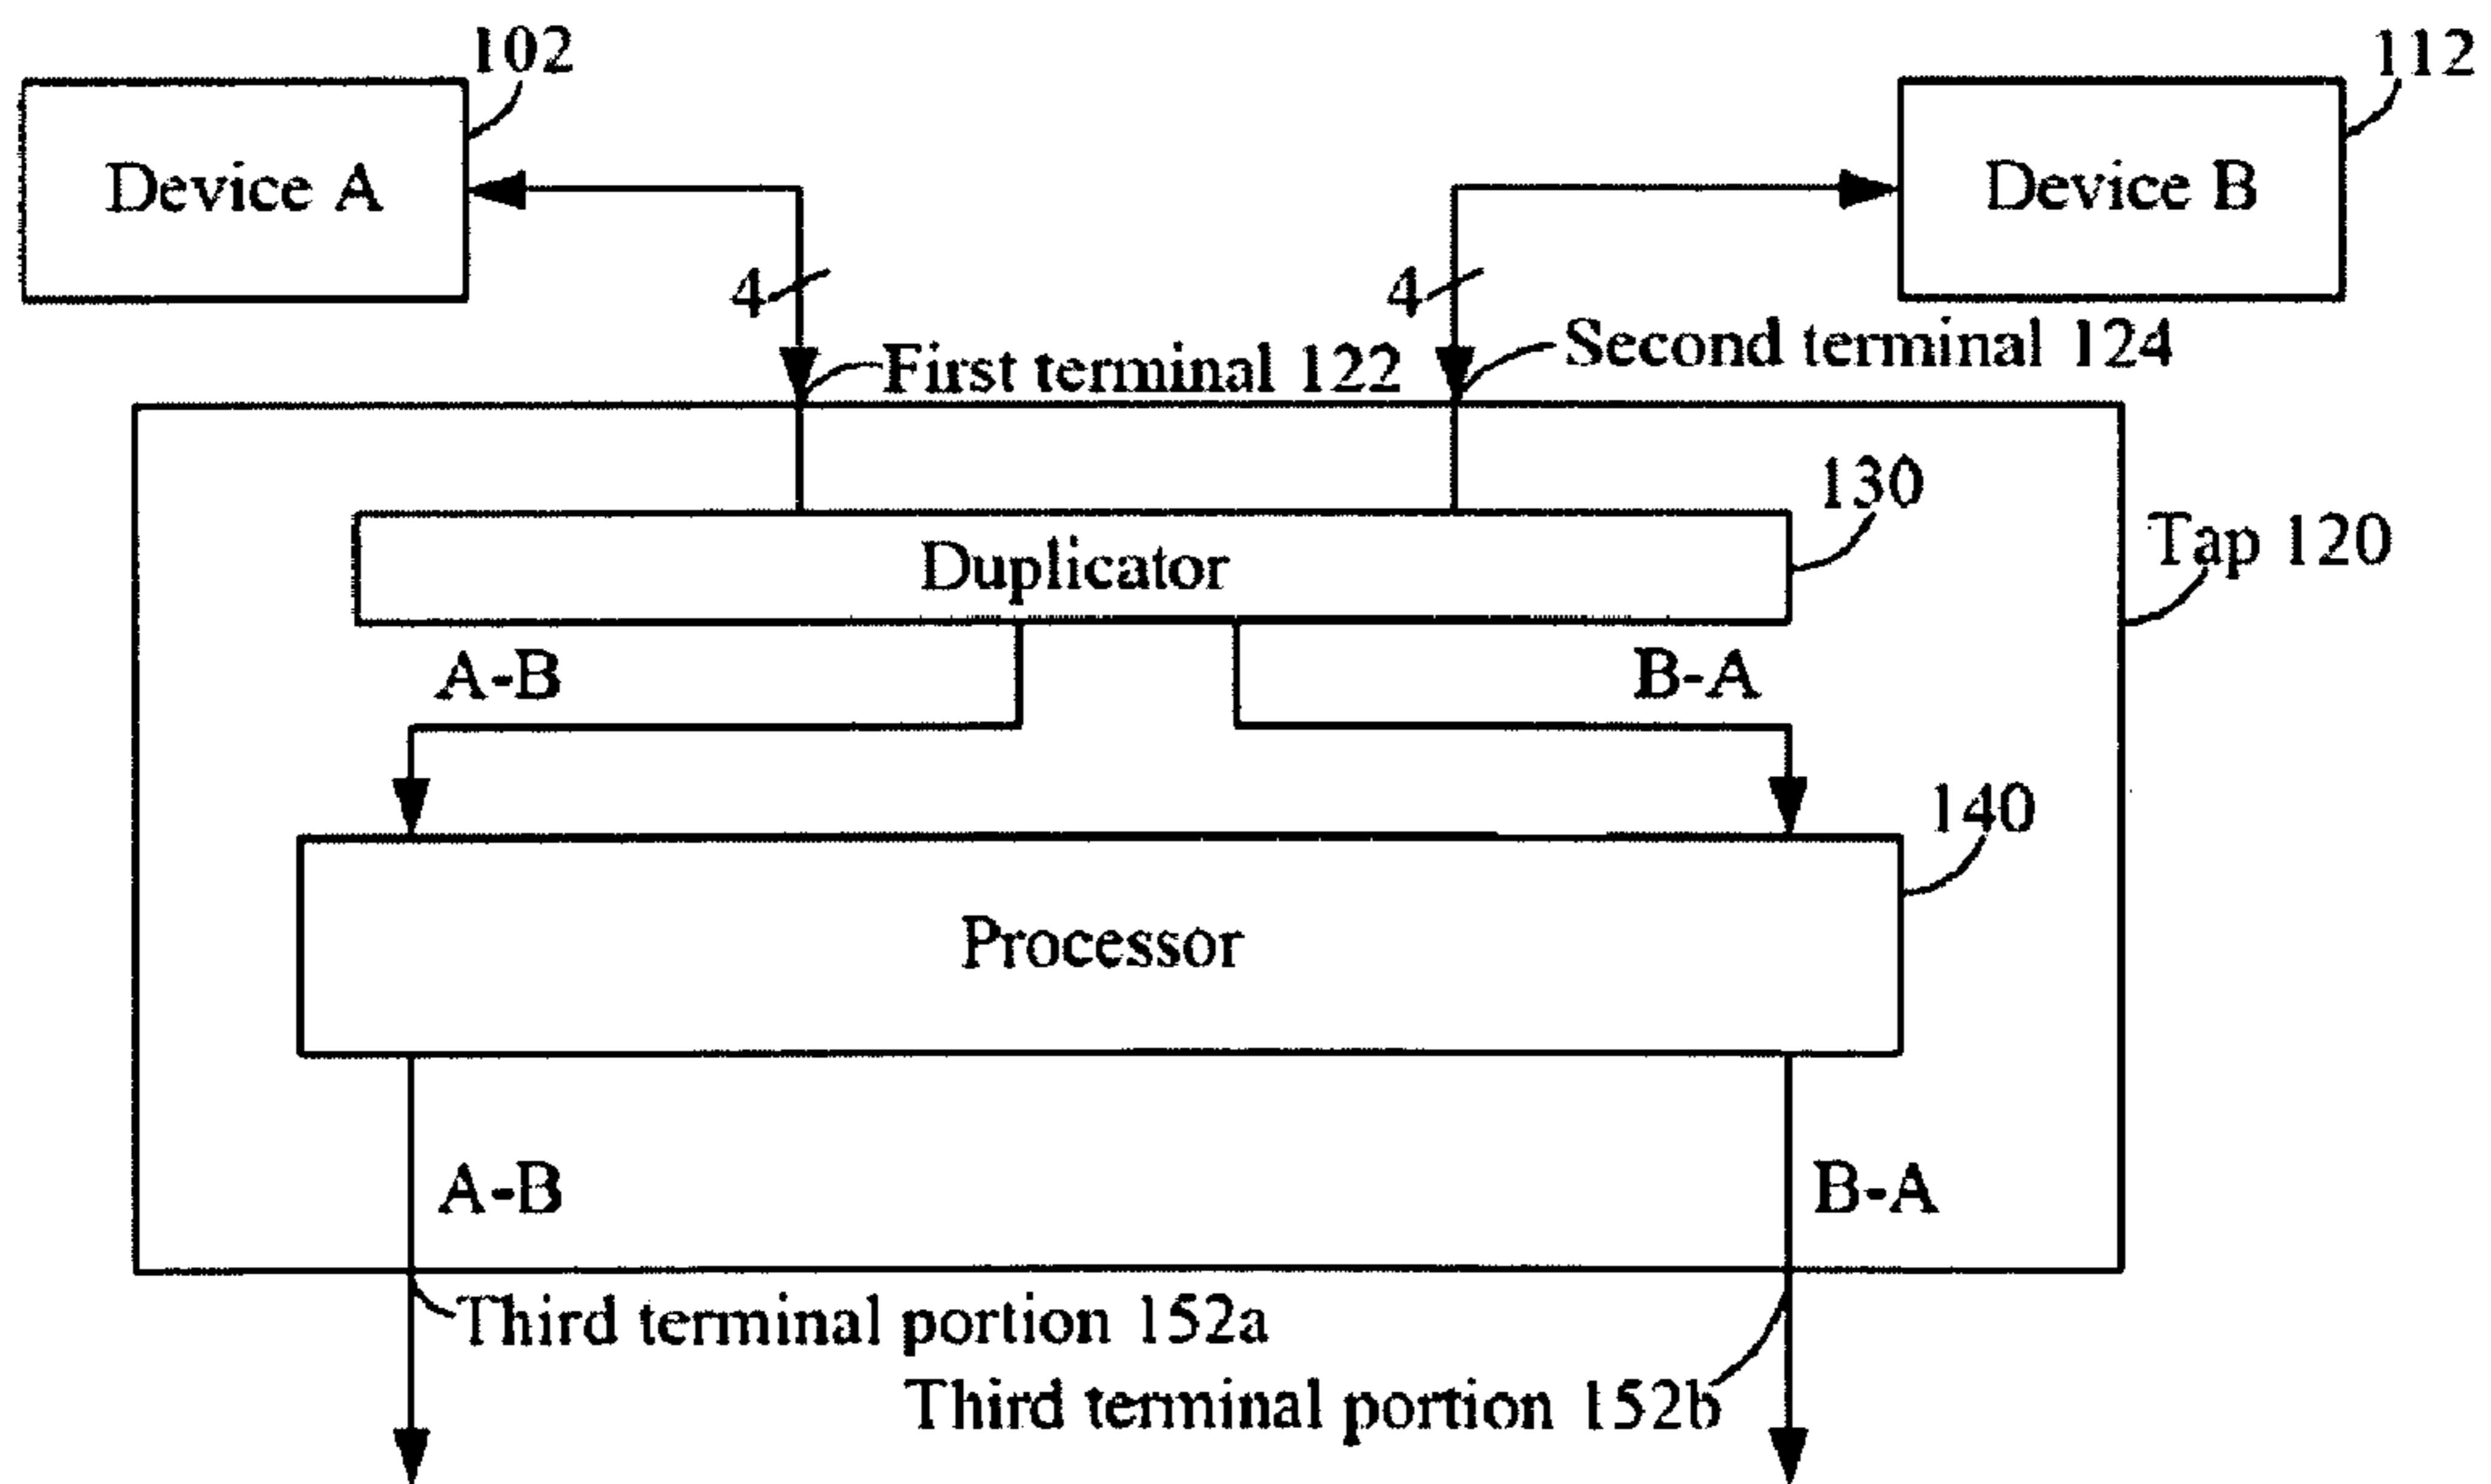 102
112
Device A
Device B
4
4
First terminal 122
Second terminal 124
130
Duplicator
Tap 120
A-B
B-A
140
Processor
A-B
B-A
Third terminal portion 152a
Third terminal portion 152b